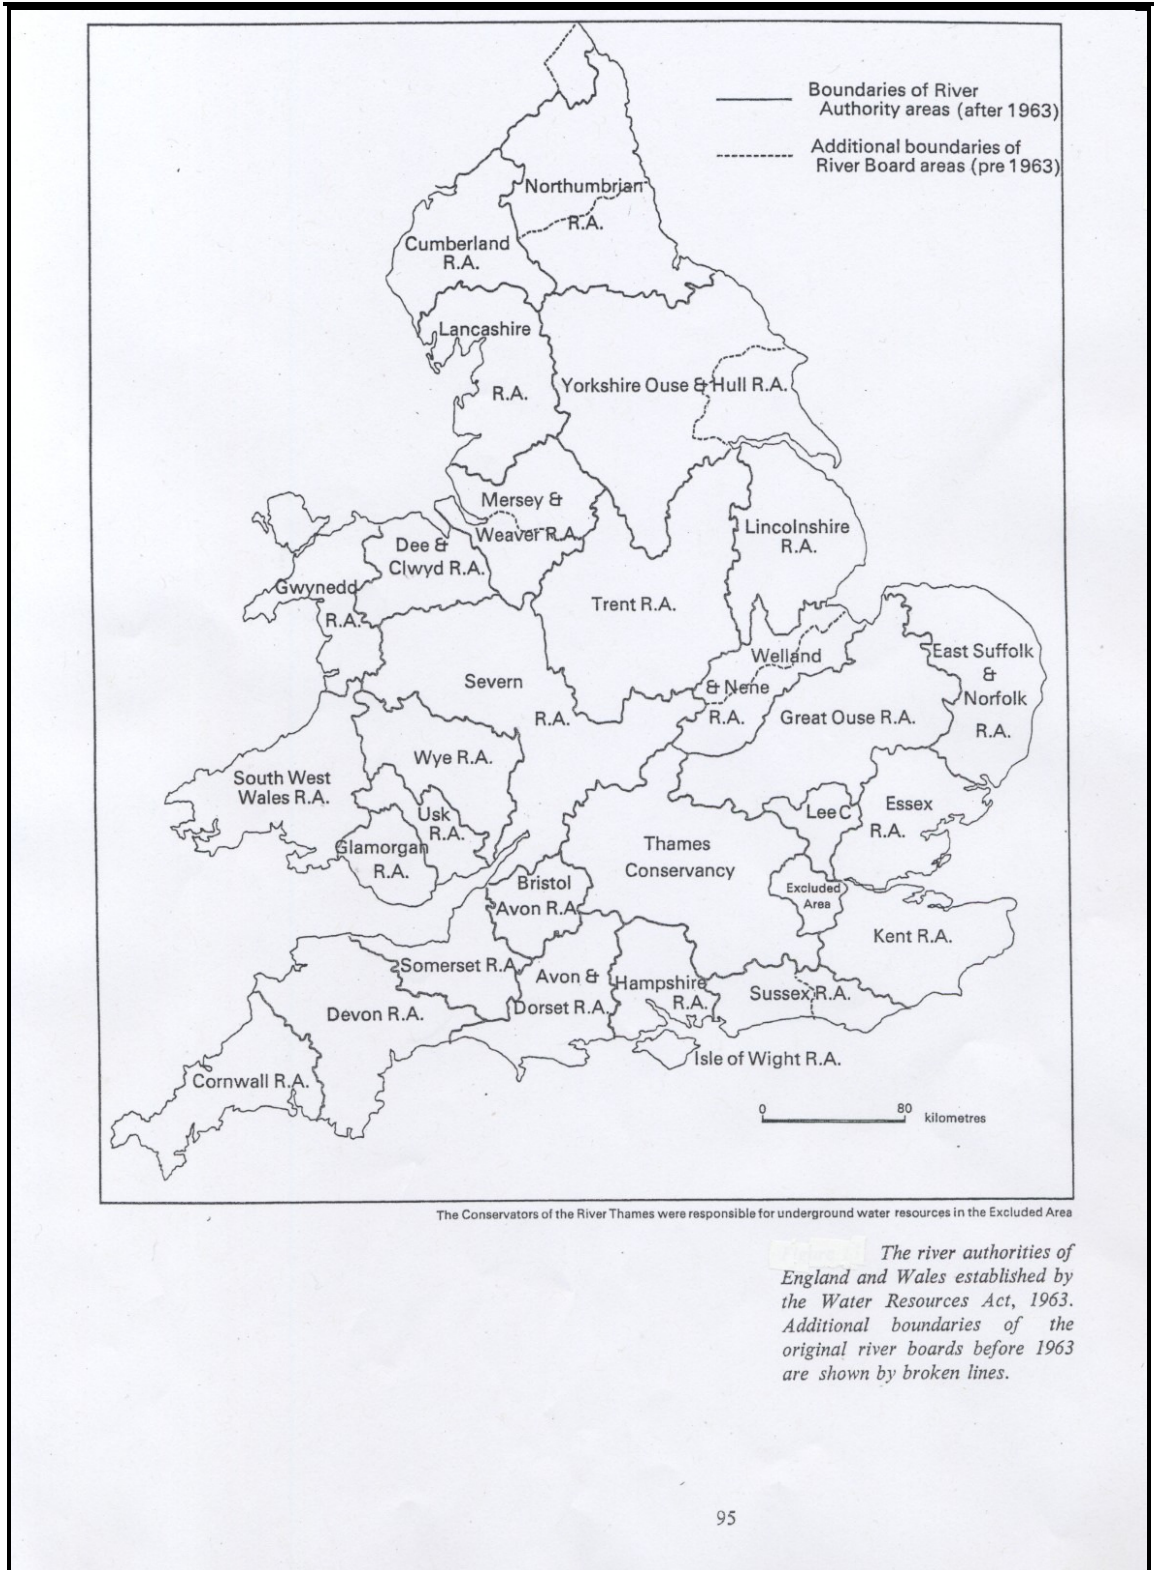 Boundaries of River
Authority areas (after 1963)
Additional boundaries of
River Board areas (pre 1963)
Northumbrian
R.A.
Cumberland
R.A.
Lancashire
R.A.
Yorkshire Ouse & Hull R.A.
Mersey &
Weaver R.A.
Lincolnshire
R.A.
Dee &
Clwyd R.A.
Gwynedd
R.A.
Trent R.A.
Welland
& Nene
R.A.
East Suffolk
&
Norfolk
R.A.
Severn
R.A.
Great Ouse R.A.
Wye R.A.
South West
Wales R.A.
Usk
R.A.
Glamorgan
R.A.
Lee C
Essex
R.A.
Thames
Conservancy
Excluded
Area
Bristol
Avon R.A.
Kent R.A.
Somerset R.A.
Avon &
Dorset R.A.
Hampshire
R.A.
Sussex R.A.
Devon R.A.
Isle of Wight R.A.
Cornwall R.A.
0 80 kilometres
The Conservators of the River Thames were responsible for underground water resources in the Excluded Area
The river authorities of
England and Wales established by
the Water Resources Act, 1963.
Additional boundaries of the
original river boards before 1963
are shown by broken lines.
95